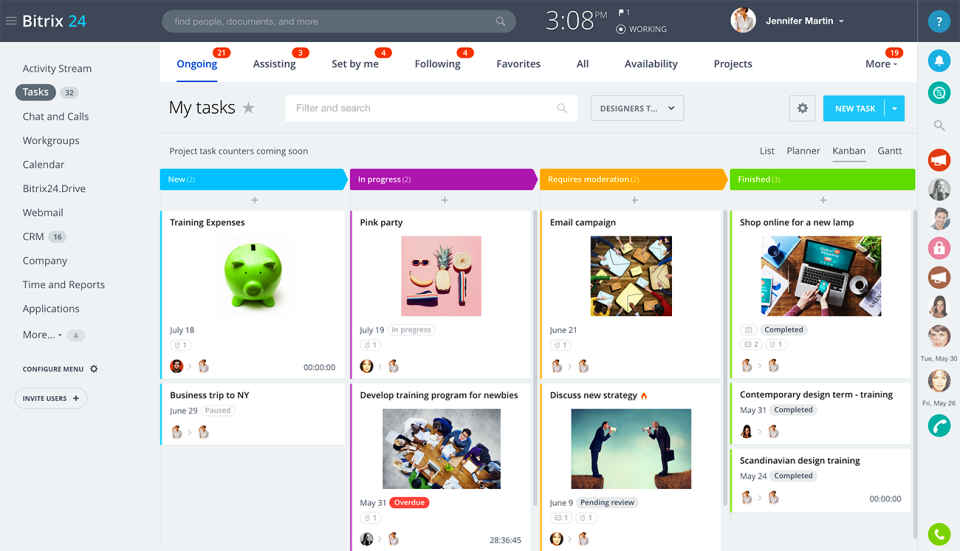 Bitrix 24
find people, documents, and more
3:08 PM
1
WORKING
Jennifer Martin
?
Activity Stream
Tasks 32
Chat and Calls
Workgroups
Calendar
Bitrix24.Drive
Webmail
CRM 16
Company
Time and Reports
Applications
More... 4
CONFIGURE MENU
INVITE USERS +
Ongoing 21
Assisting 3
Set by me 4
Following 4
Favorites
All
Availability
Projects
More 19
My tasks
Filter and search
DESIGNERS T...
NEW TASK
Project task counters coming soon
List
Planner
Kanban
Gantt
New (2)
In progress (2)
Requires moderation (2)
Finished (3)
+
+
+
+
Training Expenses
July 18
1
00:00:00
Business trip to NY
June 29 Paused
Pink party
July 19 In progress
1
Develop training program for newbies
May 31 Overdue
1
28:36:45
Email campaign
June 21
1
Discuss new strategy
June 9 Pending review
1 1
Shop online for a new lamp
Completed
2 1
Contemporary design term - training
May 31 Completed
Scandinavian design training
May 24 Completed
00:00:00
Tue, May 30
Fri, May 26